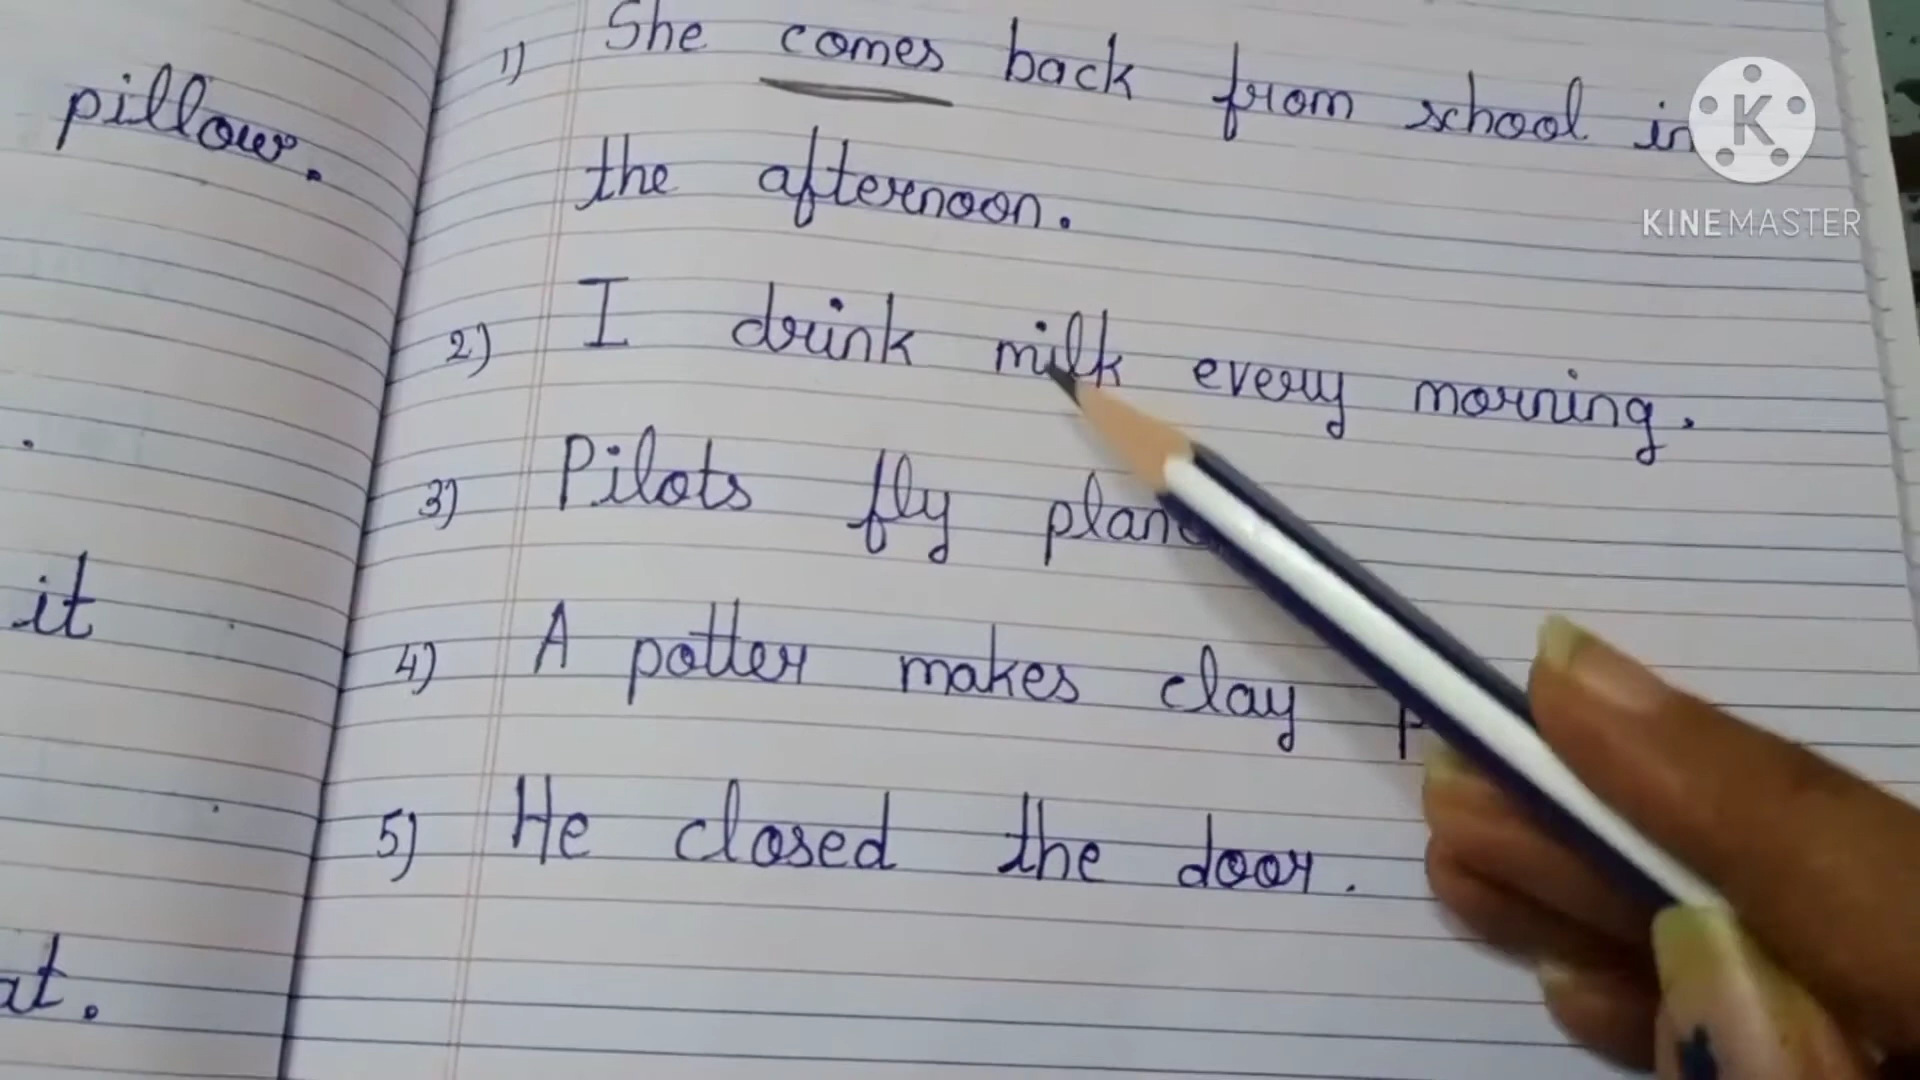 pillow.
it
at.
1) She comes back from school in
the afternoon.
2) I drink milk every morning.
3) Pilots fly
4) A potter makes clay
5) He closed the door.
KINEMASTER